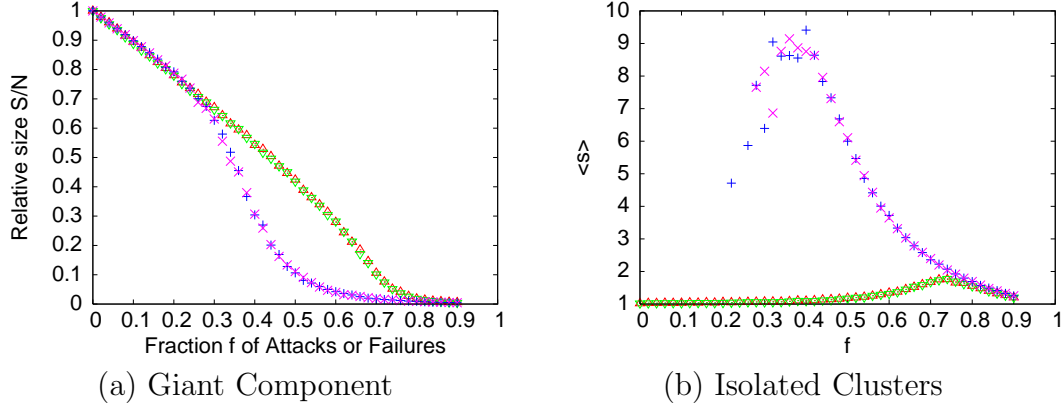 Relative size S/N
1
0.9
0.8
0.7
0.6
0.5
0.4
0.3
0.2
0.1
0
0 0.1 0.2 0.3 0.4 0.5 0.6 0.7 0.8 0.9 1
Fraction f of Attacks or Failures
(a) Giant Component
<s>
10
9
8
7
6
5
4
3
2
1
0 0.1 0.2 0.3 0.4 0.5 0.6 0.7 0.8 0.9 1
f
(b) Isolated Clusters